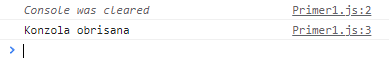 Console was cleared Primer1.js:2
Konzola obrisana Primer1.js:3
>